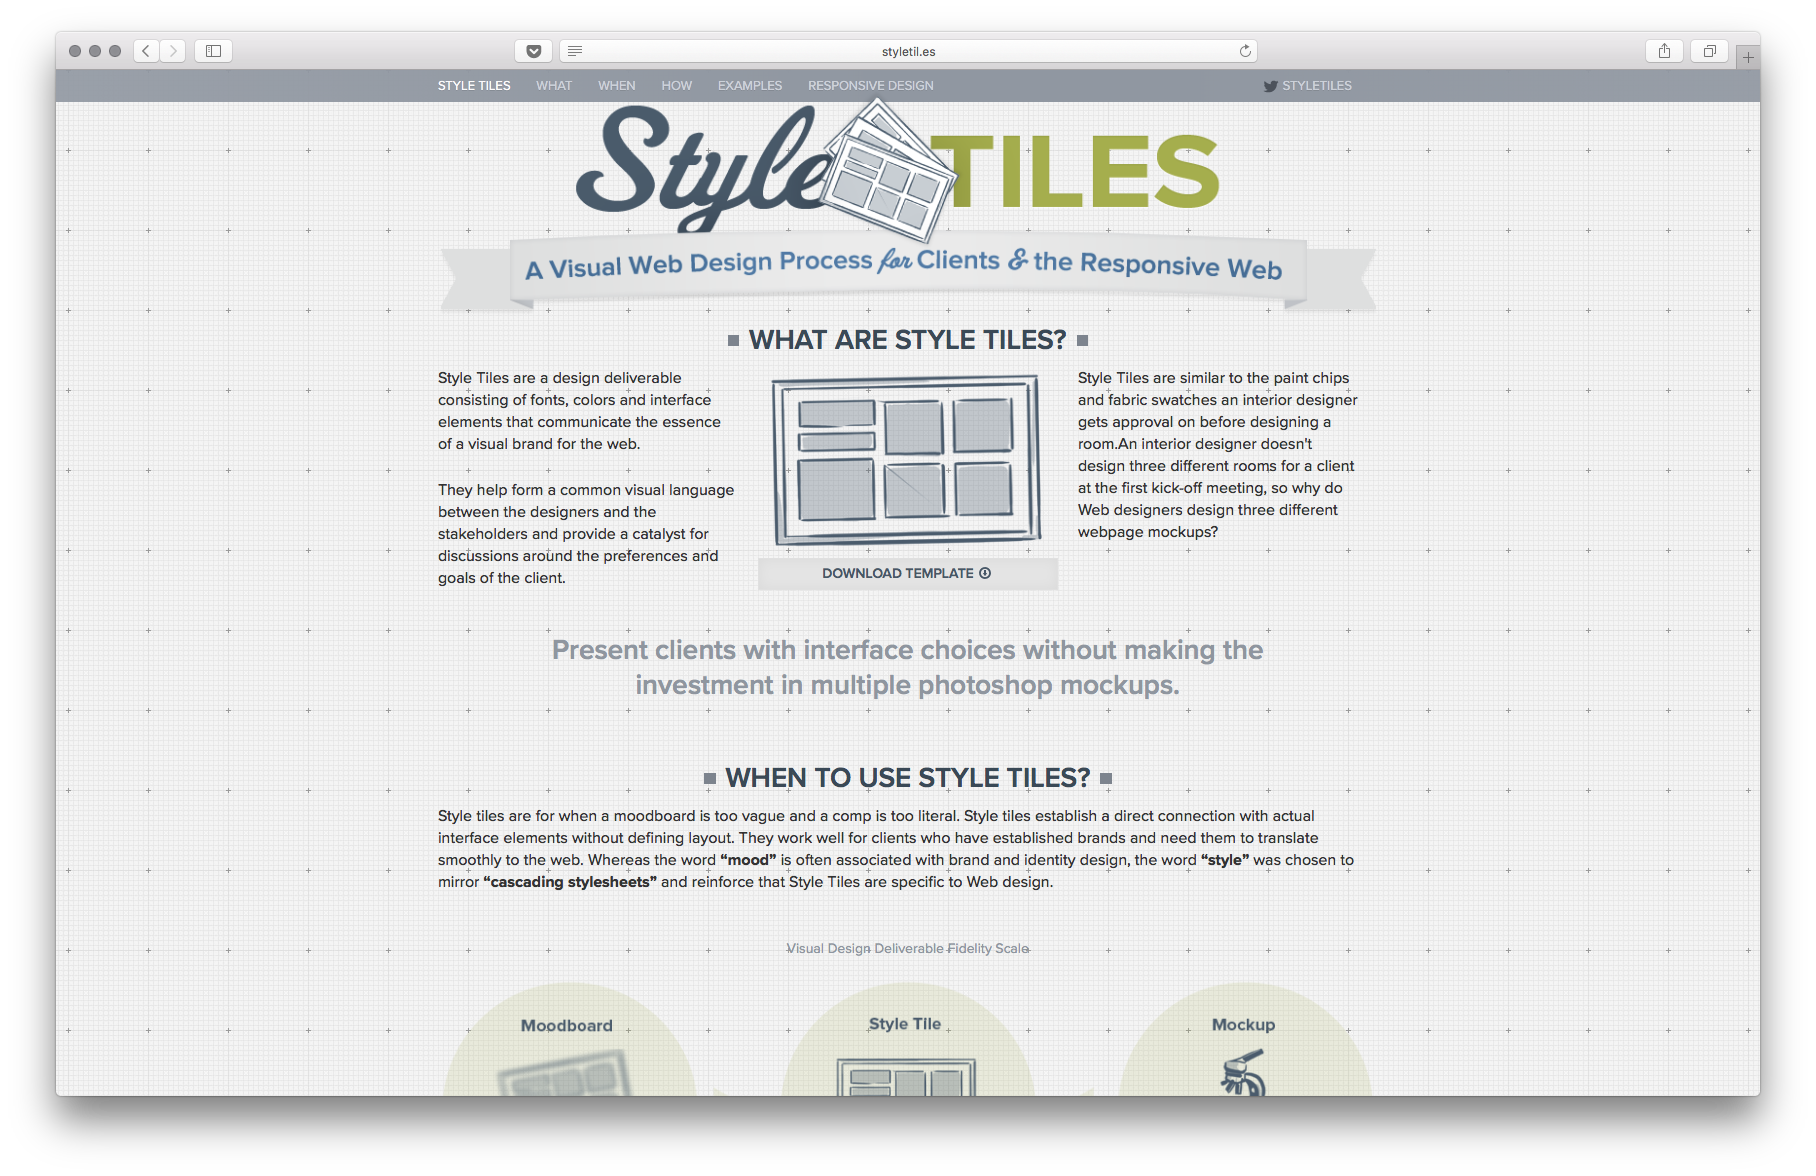 styletil.es
STYLE TILES WHAT WHEN HOW EXAMPLES RESPONSIVE DESIGN STYLETILES
Style TILES
A Visual Web Design Process for Clients & the Responsive Web
WHAT ARE STYLE TILES?
Style Tiles are a design deliverable
consisting of fonts, colors and interface
elements that communicate the essence
of a visual brand for the web.
They help form a common visual language
between the designers and the
stakeholders and provide a catalyst for
discussions around the preferences and
goals of the client.
DOWNLOAD TEMPLATE
Style Tiles are similar to the paint chips
and fabric swatches an interior designer
gets approval on before designing a
room.An interior designer doesn't
design three different rooms for a client
at the first kick-off meeting, so why do
Web designers design three different
webpage mockups?
Present clients with interface choices without making the
investment in multiple photoshop mockups.
WHEN TO USE STYLE TILES?
Style tiles are for when a moodboard is too vague and a comp is too literal. Style tiles establish a direct connection with actual
interface elements without defining layout. They work well for clients who have established brands and need them to translate
smoothly to the web. Whereas the word “mood” is often associated with brand and identity design, the word “style” was chosen to
mirror “cascading stylesheets” and reinforce that Style Tiles are specific to Web design.
Visual Design Deliverable Fidelity Scale
Moodboard
Style Tile
Mockup